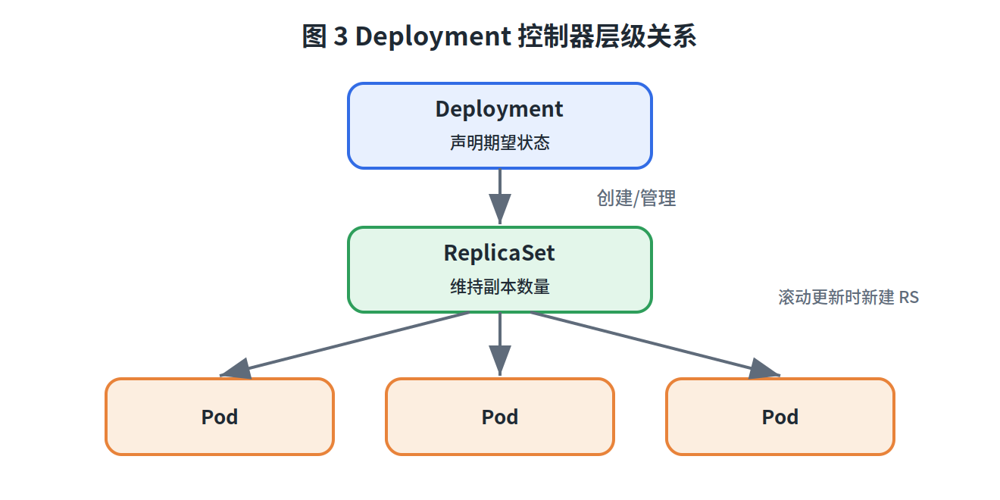 图 3 Deployment 控制器层级关系
Deployment
声明期望状态
创建/管理
ReplicaSet
维持副本数量
滚动更新时新建 RS
Pod
Pod
Pod